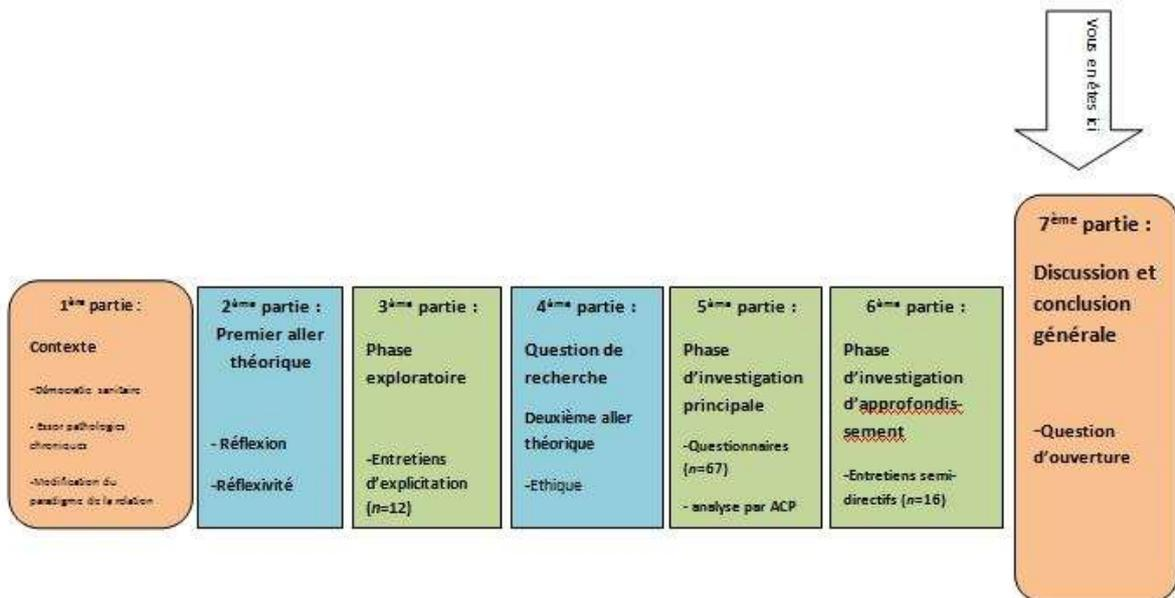 Vous en êtes ici
1ère partie :
Contexte
-Démocratie sanitaire
- Essor pathologies
chroniques
-Modification du
paradigme de la relation
2ème partie :
Premier aller
théorique
- Réflexion
-Réflexivité
3ème partie :
Phase
exploratoire
-Entretiens
d'explicitation
(n=12)
4ème partie :
Question de
recherche
Deuxième aller
théorique
-Ethique
5ème partie :
Phase
d'investigation
principale
-Questionnaires
(n=67)
- analyse par ACP
6ème partie :
Phase
d'investigation
d'approfondis-
sement
-Entretiens semi-
directifs (n=16)
7ème partie :
Discussion et
conclusion
générale
-Question
d'ouverture